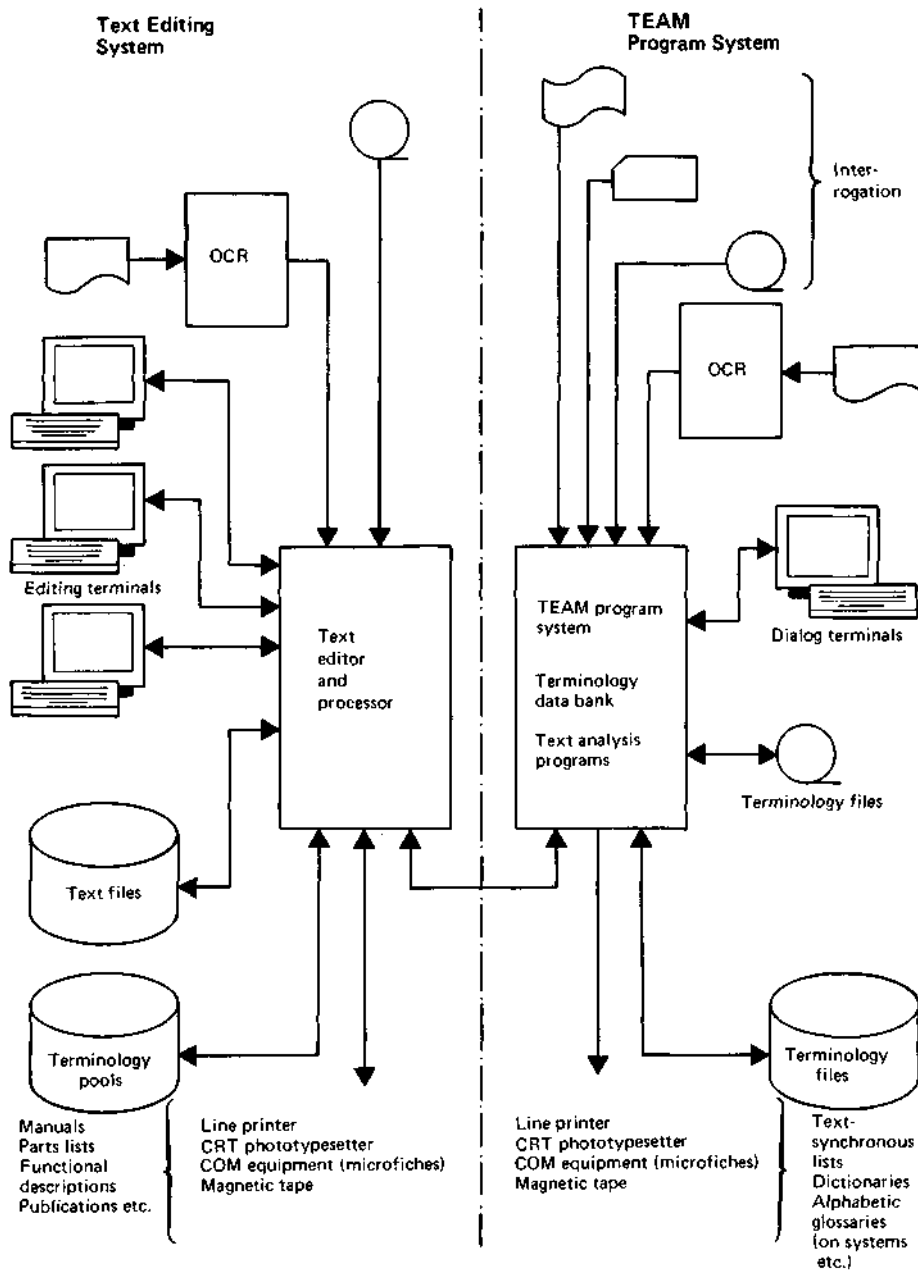 Text Editing
System
TEAM
Program System
Inter-
rogation
OCR
OCR
Editing terminals
Text
editor
and
processor
TEAM program
system
Terminology
data bank
Text analysis
programs
Dialog terminals
Terminology files
Text files
Terminology
pools
Terminology
files
Manuals
Parts lists
Functional
descriptions
Publications etc.
Line printer
CRT phototypesetter
COM equipment (microfiches)
Magnetic tape
Line printer
CRT phototypesetter
COM equipment (microfiches)
Magnetic tape
Text-
synchronous
lists
Dictionaries
Alphabetic
glossaries
(on systems
etc.)